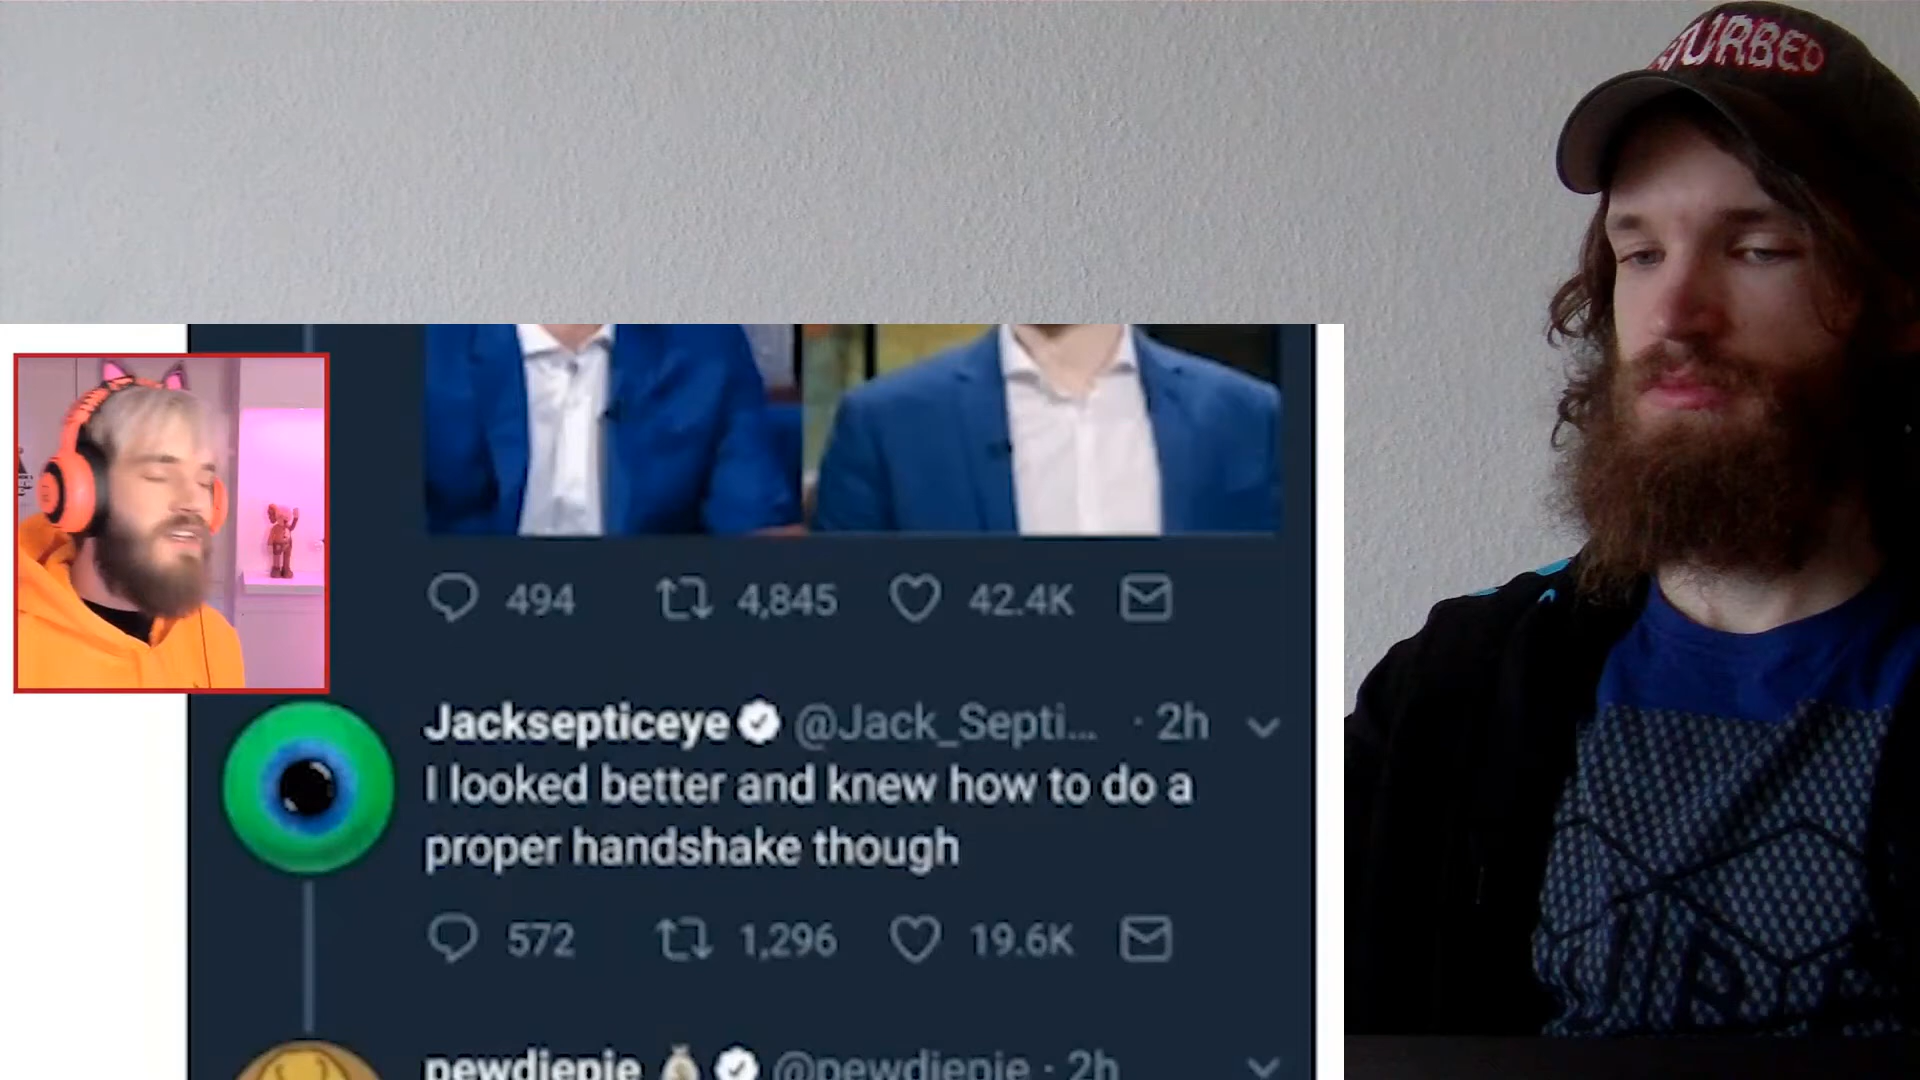 TURBED
494 4,845 42.4K
Jacksepticeye @Jack_Septi... · 2h
I looked better and knew how to do a
proper handshake though
572 1,296 19.6K
pewdiepie @pewdiepie · 2h